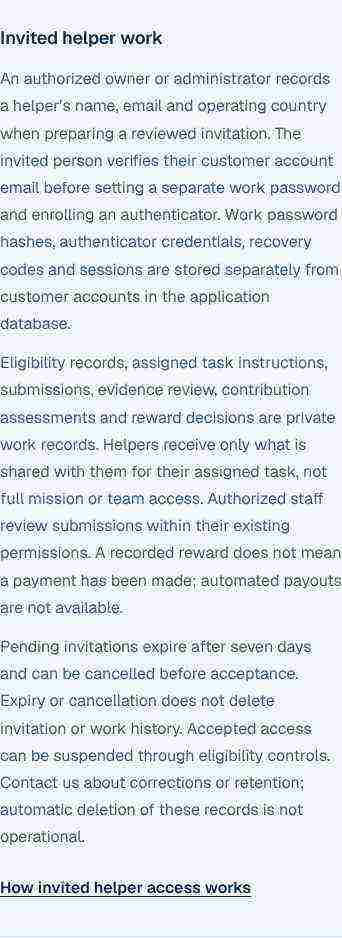 Invited helper work
An authorized owner or administrator records
a helper's name, email and operating country
when preparing a reviewed invitation. The
invited person verifies their customer account
email before setting a separate work password
and enrolling an authenticator. Work password
hashes, authenticator credentials, recovery
codes and sessions are stored separately from
customer accounts in the application
database.
Eligibility records, assigned task instructions,
submissions, evidence review, contribution
assessments and reward decisions are private
work records. Helpers receive only what is
shared with them for their assigned task, not
full mission or team access. Authorized staff
review submissions within their existing
permissions. A recorded reward does not mean
a payment has been made; automated payouts
are not available.
Pending invitations expire after seven days
and can be cancelled before acceptance.
Expiry or cancellation does not delete
invitation or work history. Accepted access
can be suspended through eligibility controls.
Contact us about corrections or retention;
automatic deletion of these records is not
operational.
How invited helper access works